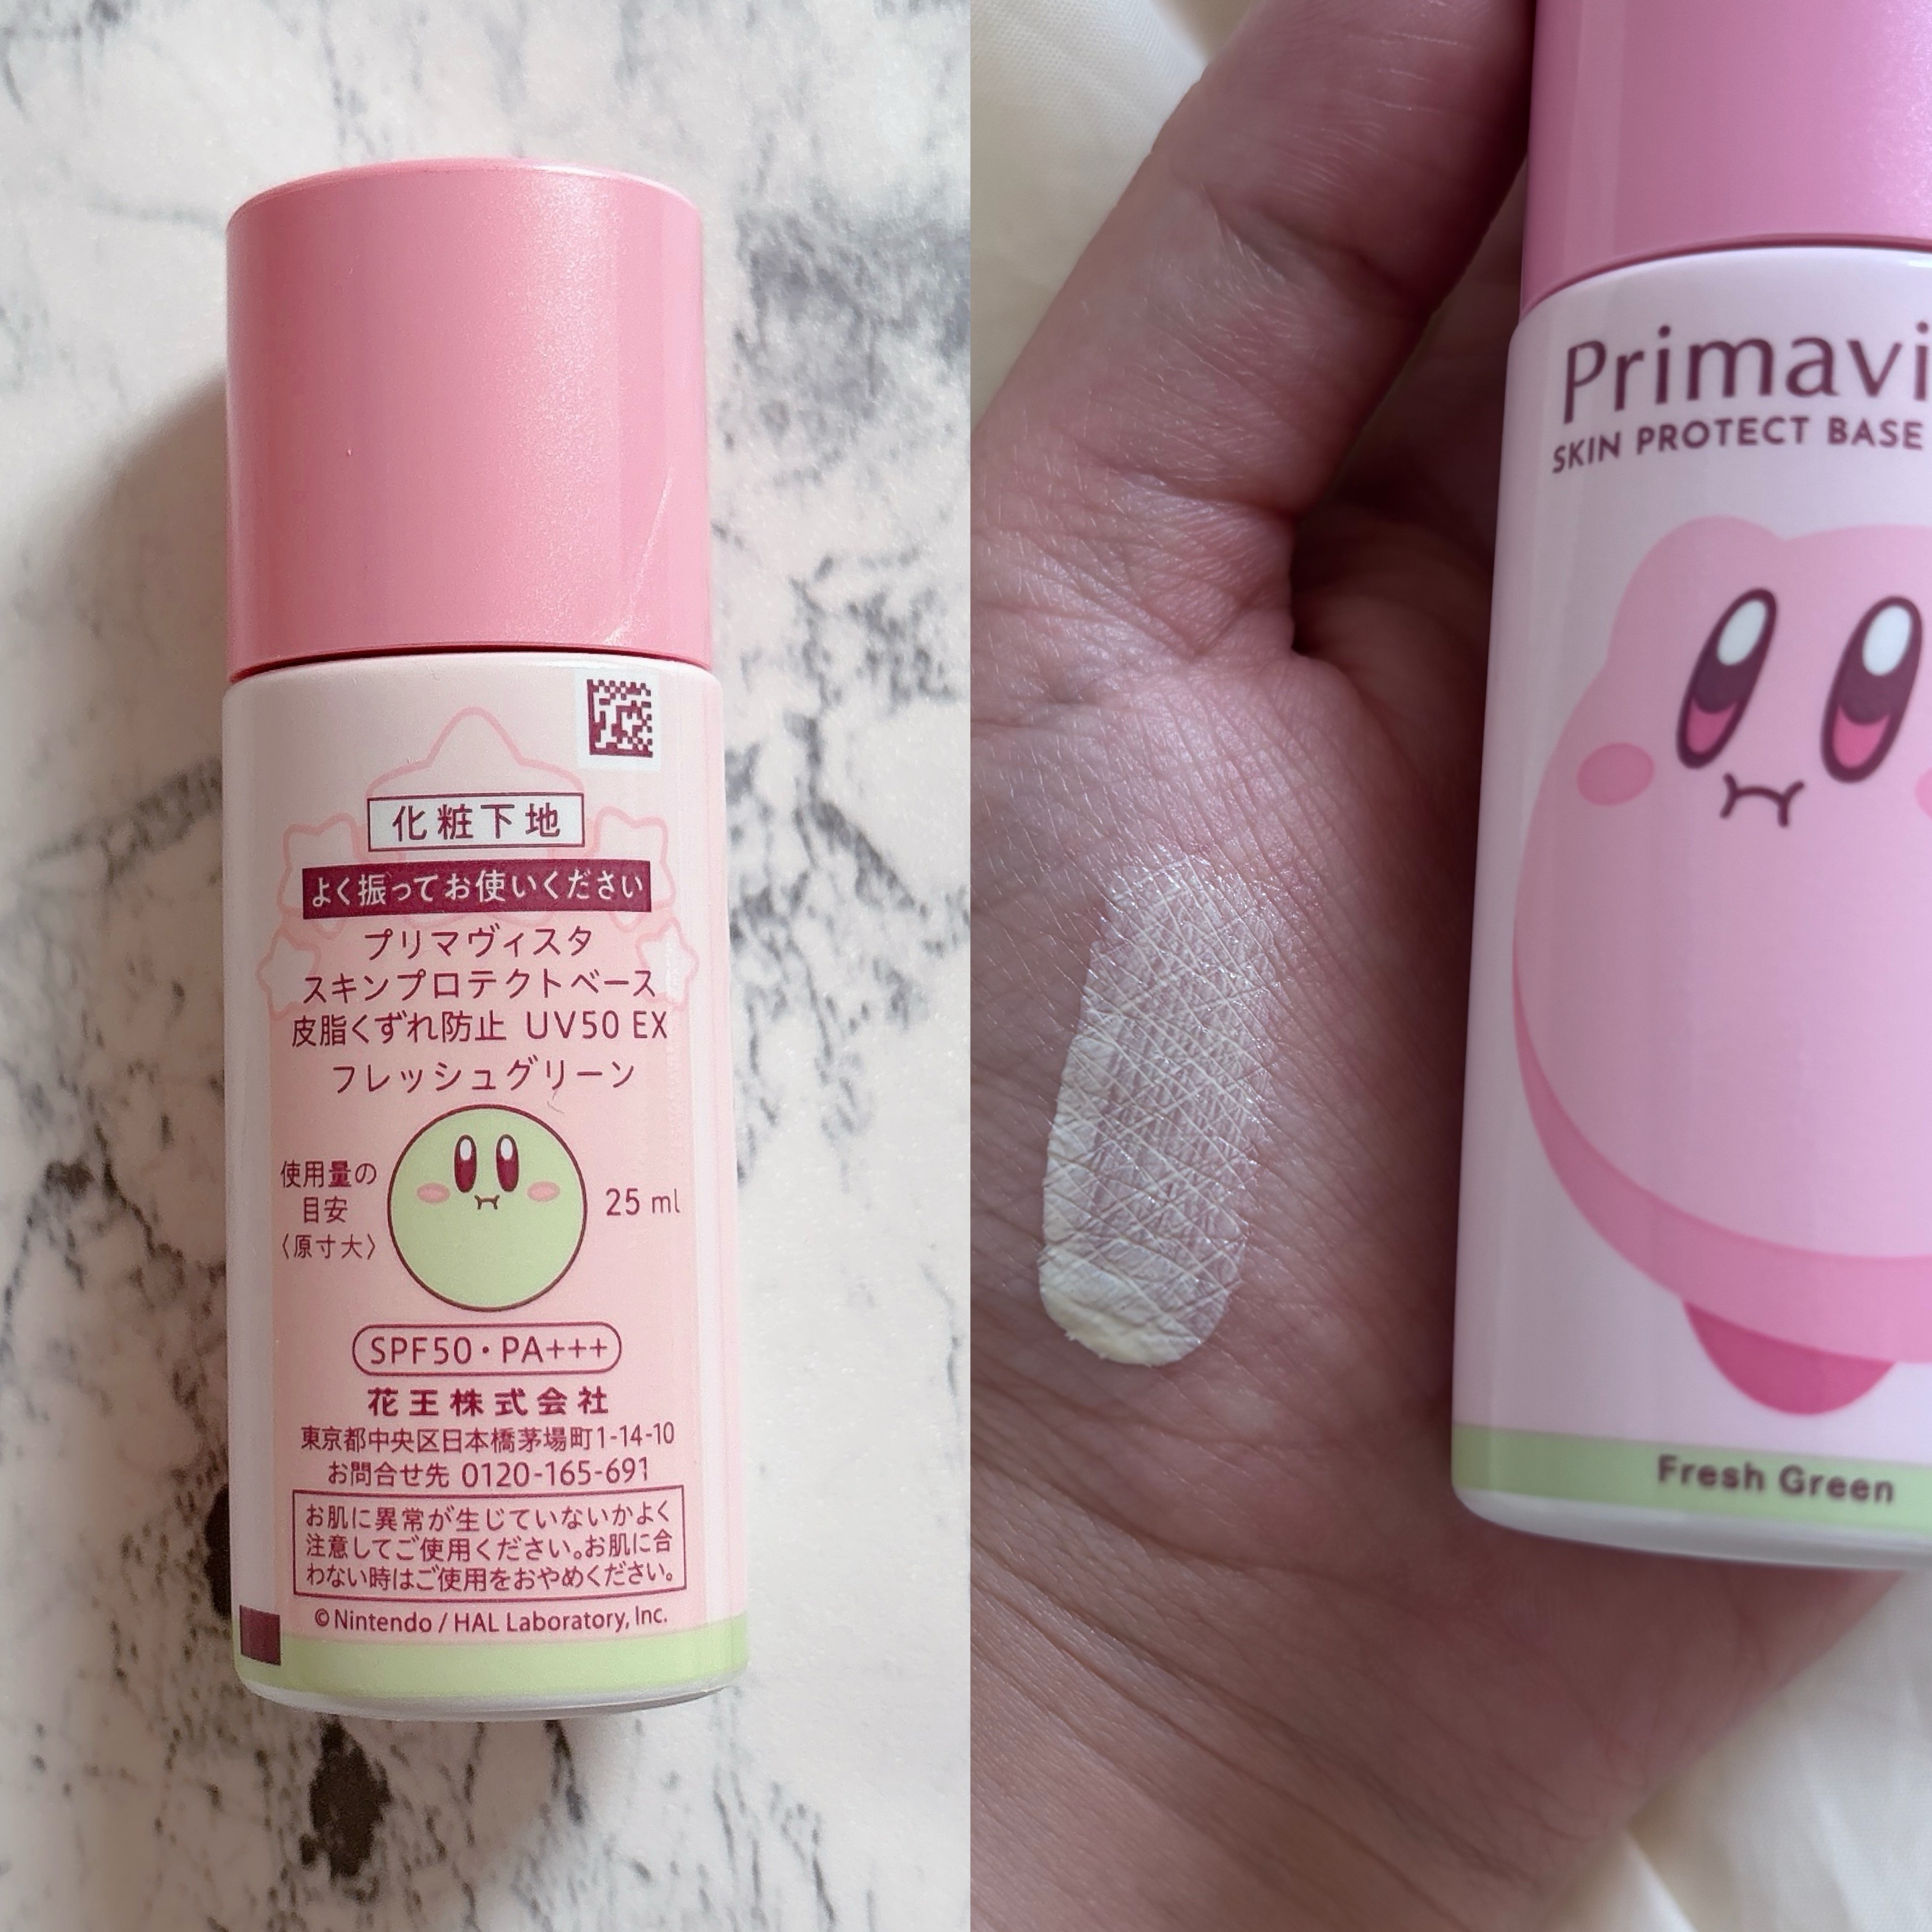 化粧下地
よく振ってお使いください
プリマヴィスタ
スキンプロテクトベース
皮脂くずれ防止 UV50 EX
フレッシュグリーン
使用量の
目安
〈原寸大〉
25 ml
SPF50・PA+++
花王株式会社
東京都中央区日本橋茅場町1-14-10
お問合せ先 0120-165-691
お肌に異常が生じていないかよく
注意してご使用ください。お肌に合
わない時はご使用をおやめください。
©Nintendo / HAL Laboratory, Inc.
Primavi
SKIN PROTECT BASE
Fresh Green